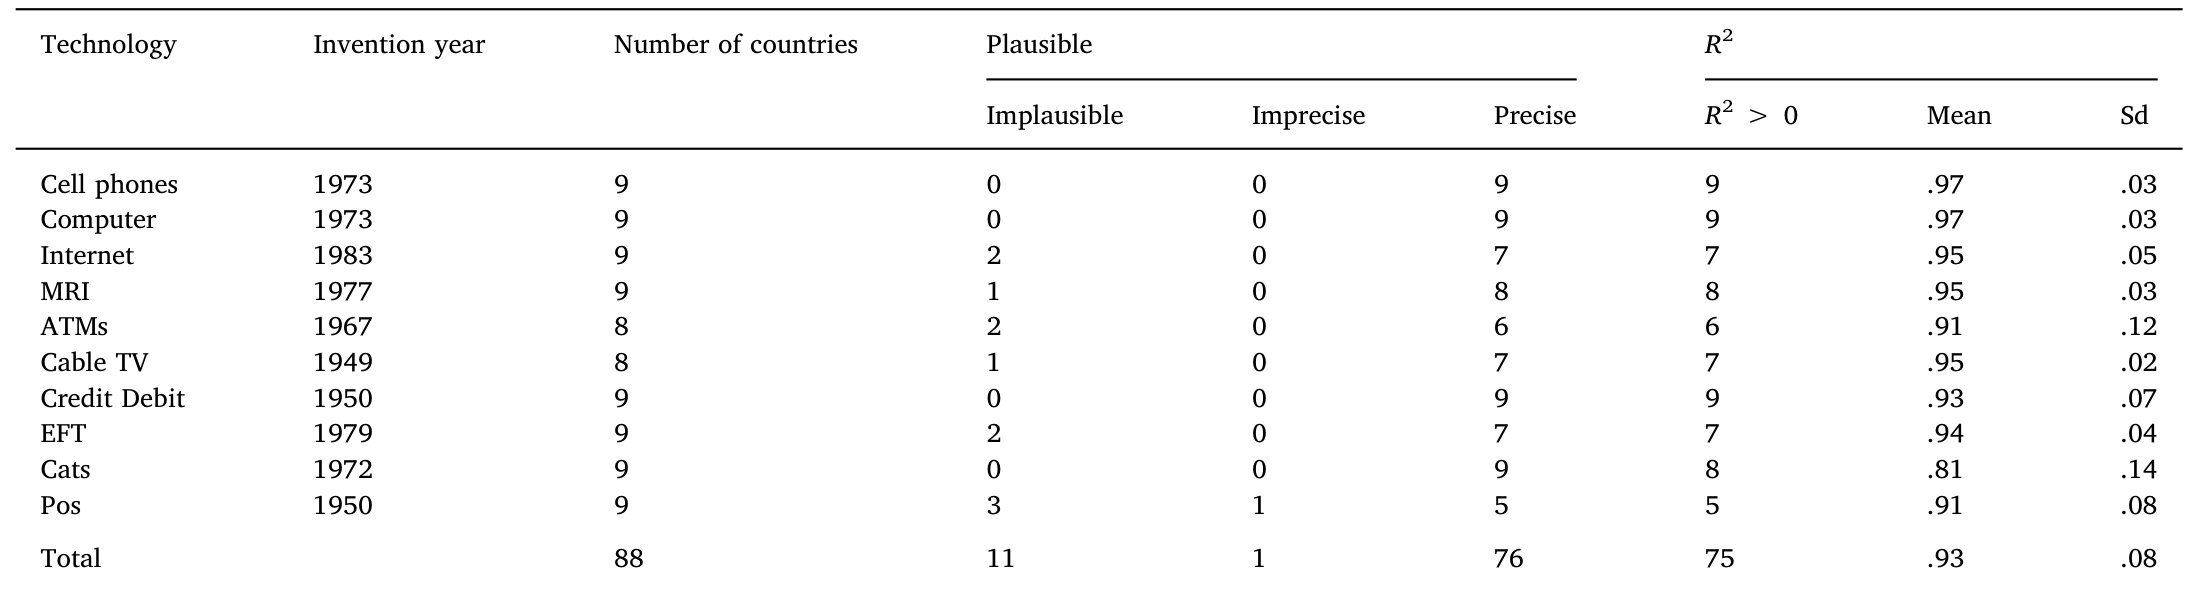 Technology Invention year Number of countries Plausible R²
Implausible Imprecise Precise R² > 0 Mean Sd
Cell phones 1973 9 0 0 9 9 .97 .03
Computer 1973 9 0 0 9 9 .97 .03
Internet 1983 9 2 0 7 7 .95 .05
MRI 1977 9 1 0 8 8 .95 .03
ATMs 1967 8 2 0 6 6 .91 .12
Cable TV 1949 8 1 0 7 7 .95 .02
Credit Debit 1950 9 0 0 9 9 .93 .07
EFT 1979 9 2 0 7 7 .94 .04
Cats 1972 9 0 0 9 8 .81 .14
Pos 1950 9 3 1 5 5 .91 .08
Total 88 11 1 76 75 .93 .08